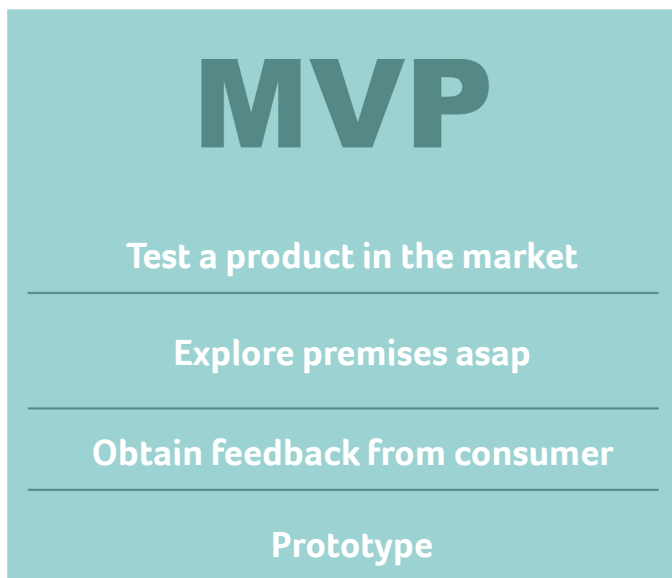 MVP
Test a product in the market
Explore premises asap
Obtain feedback from consumer
Prototype